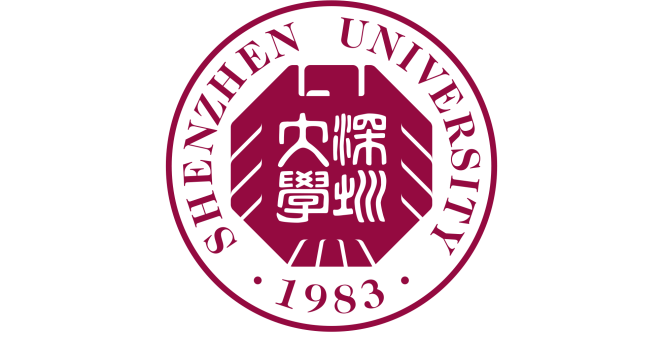 SHENZHEN UNIVERSITY
深圳
大學
· 1983 ·